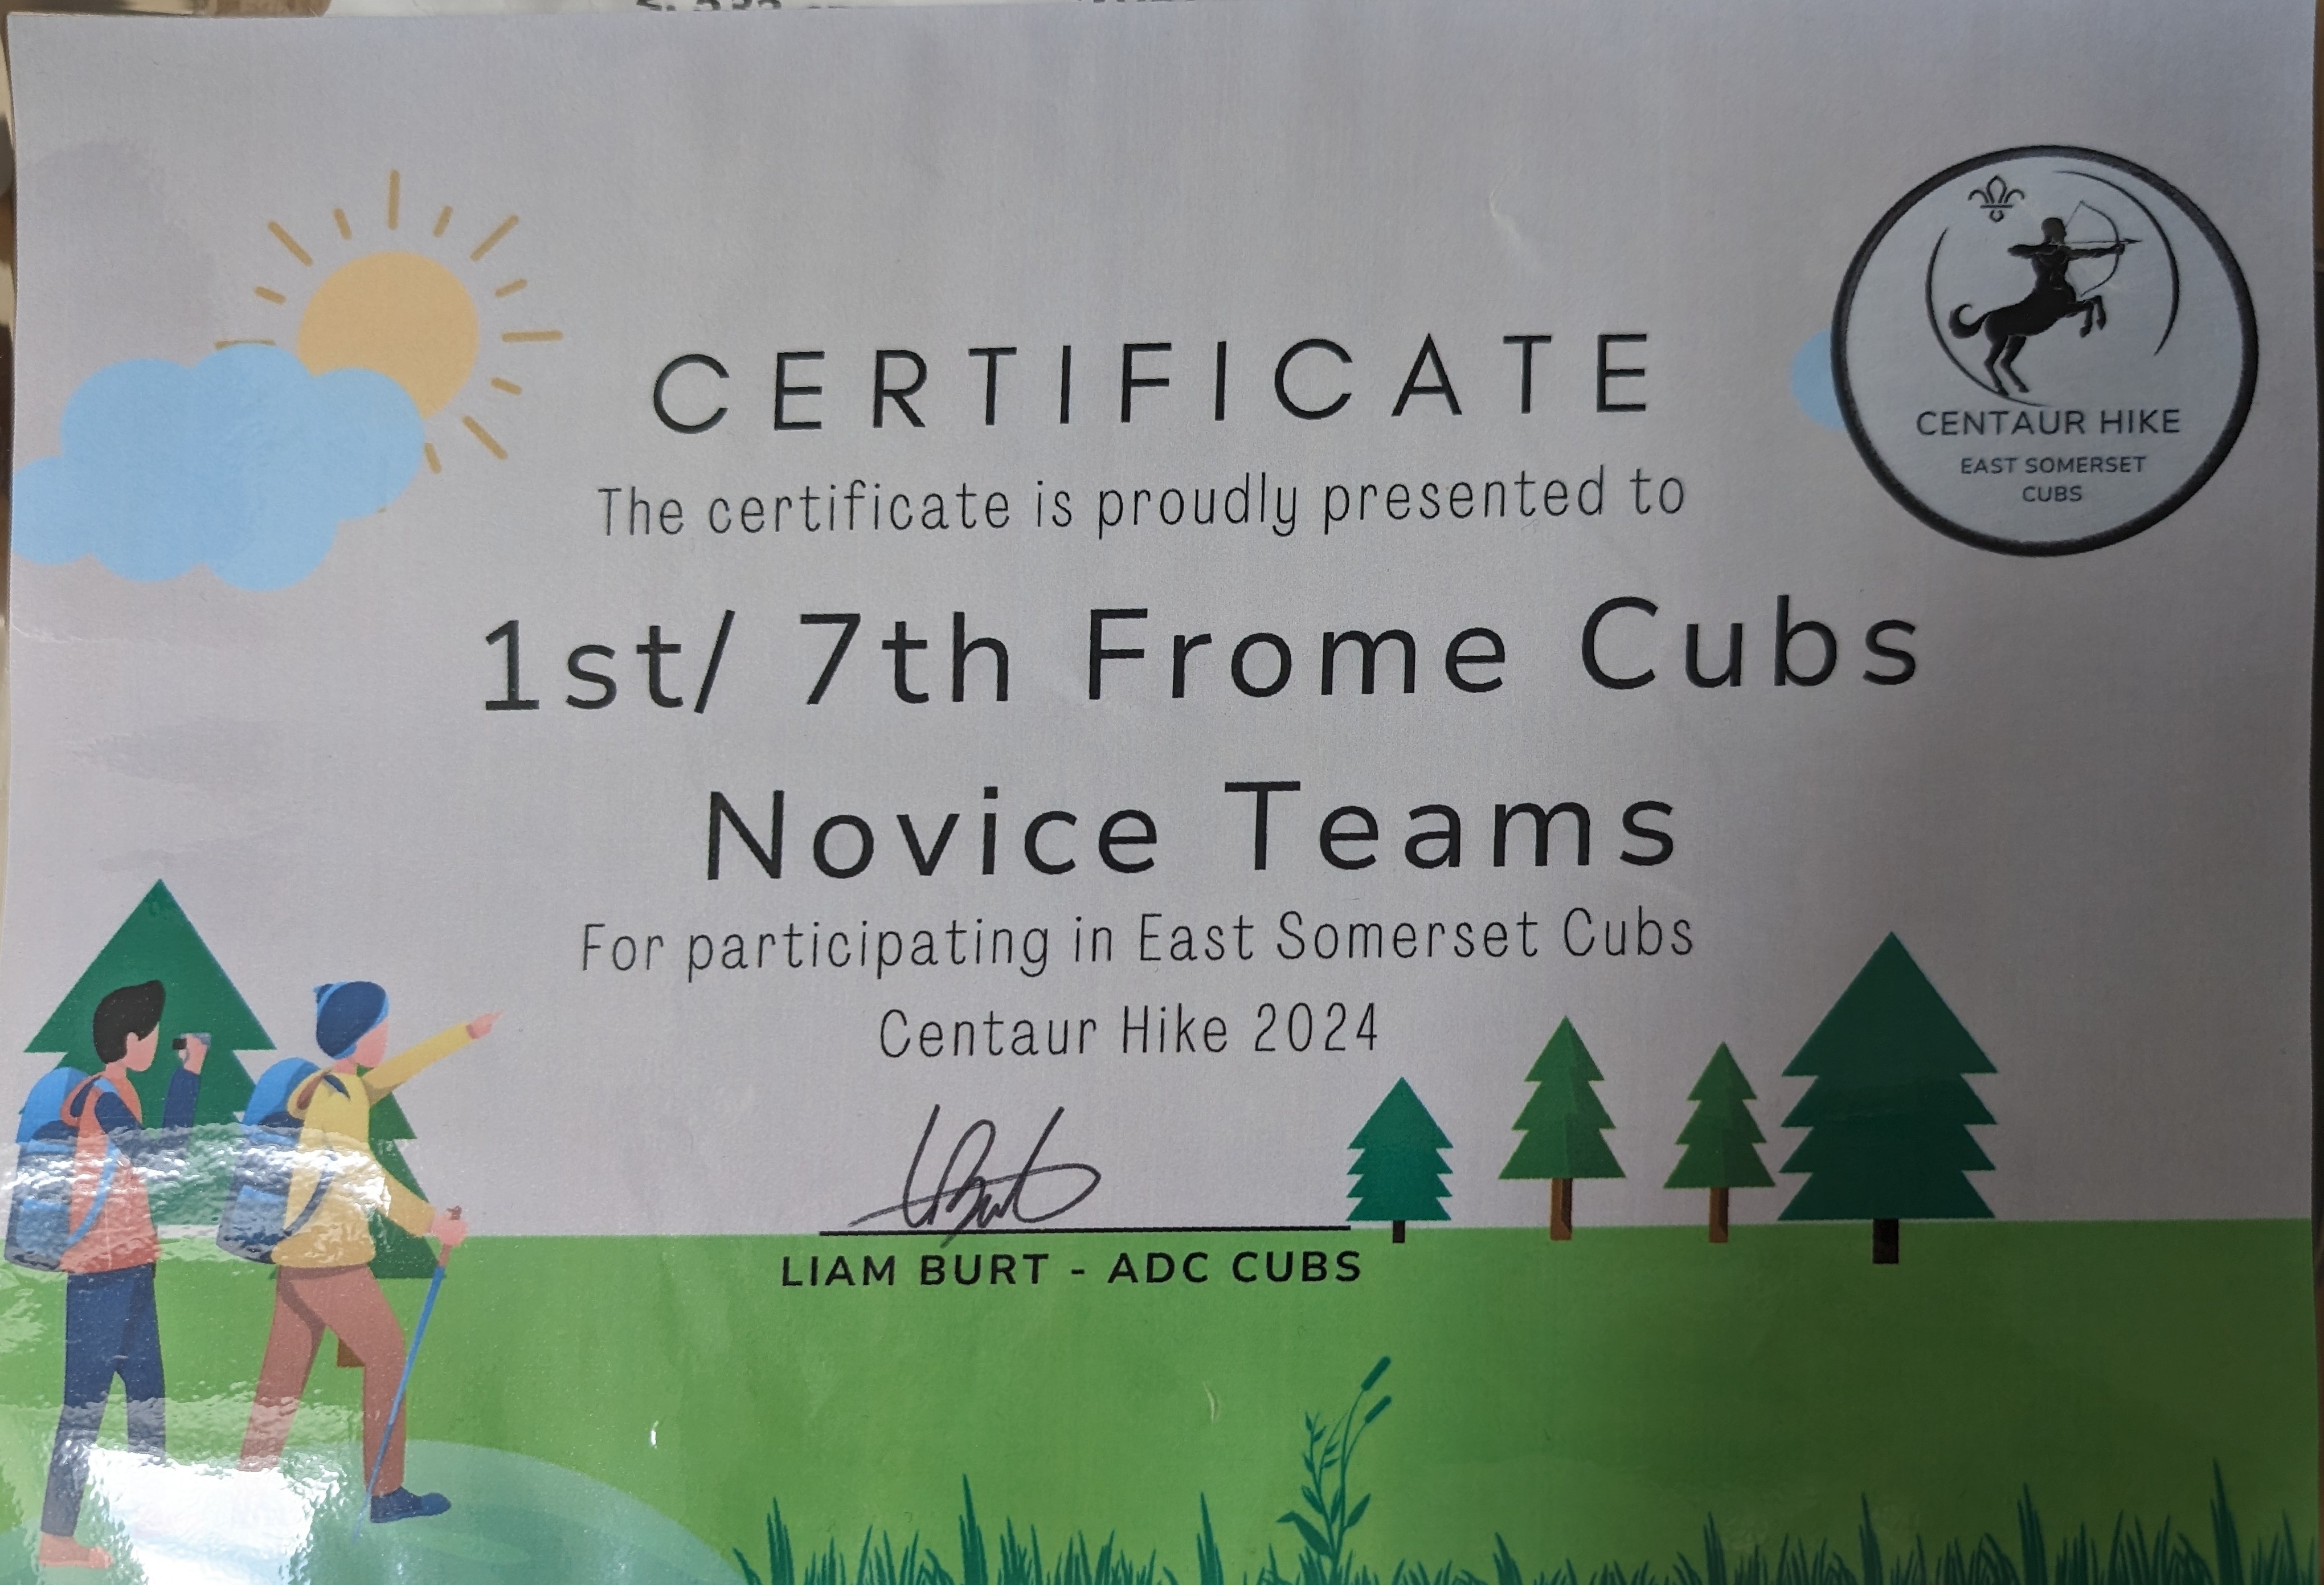 CERTIFICATE
The certificate is proudly presented to
1st/ 7th Frome Cubs
Novice Teams
For participating in East Somerset Cubs
Centaur Hike 2024
LIAM BURT - ADC CUBS
CENTAUR HIKE
EAST SOMERSET
CUBS